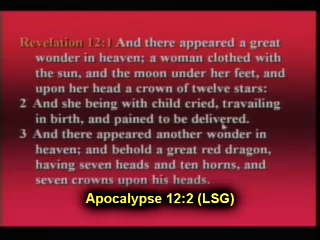 Revelation 12:1 And there appeared a great
wonder in heaven; a woman clothed with
the sun, and the moon under her feet, and
upon her head a crown of twelve stars:
2 And she being with child cried, travailing
in birth, and pained to be delivered.
3 And there appeared another wonder in
heaven; and behold a great red dragon,
having seven heads and ten horns, and
seven crowns upon his heads.
Apocalypse 12:2 (LSG)